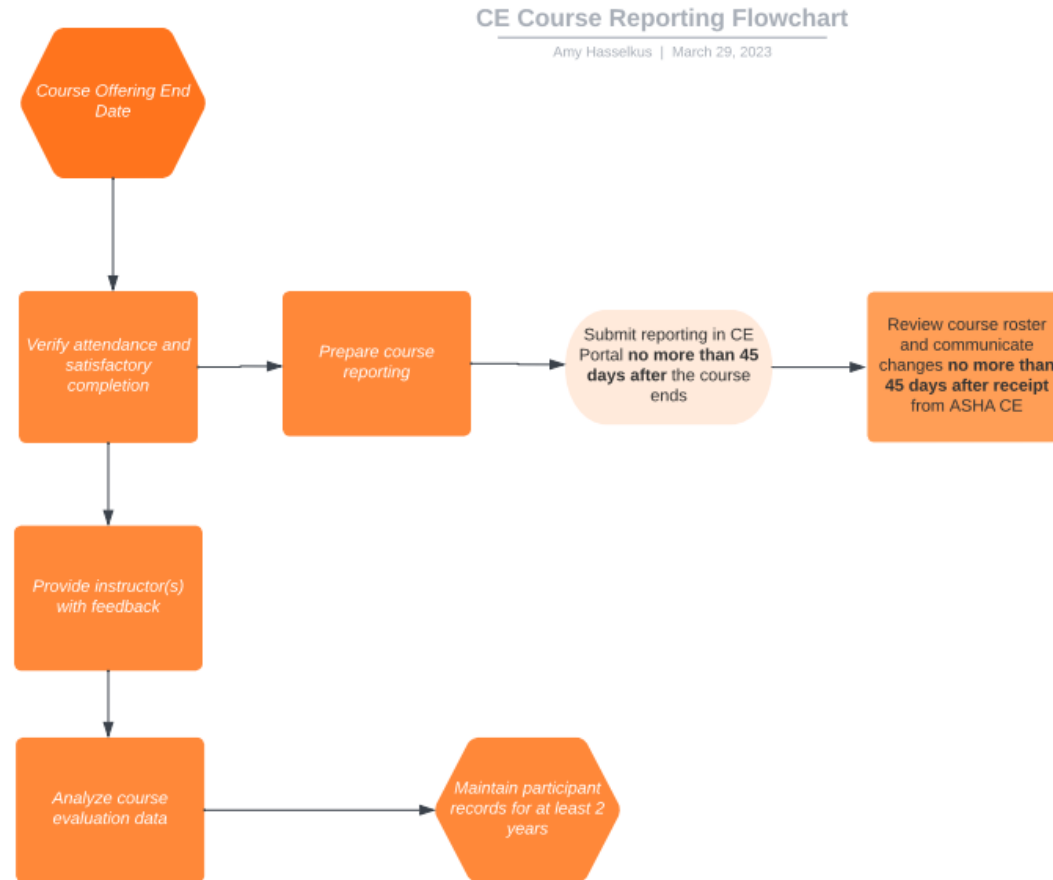 CE Course Reporting Flowchart
Amy Hasselkus | March 29, 2023
Course Offering End
Date
Verify attendance and
satisfactory
completion
Prepare course
reporting
Submit reporting in CE
Portal no more than 45
days after the course
ends
Review course roster
and communicate
changes no more than
45 days after receipt
from ASHA CE
Provide instructor(s)
with feedback
Analyze course
evaluation data
Maintain participant
records for at least 2
years